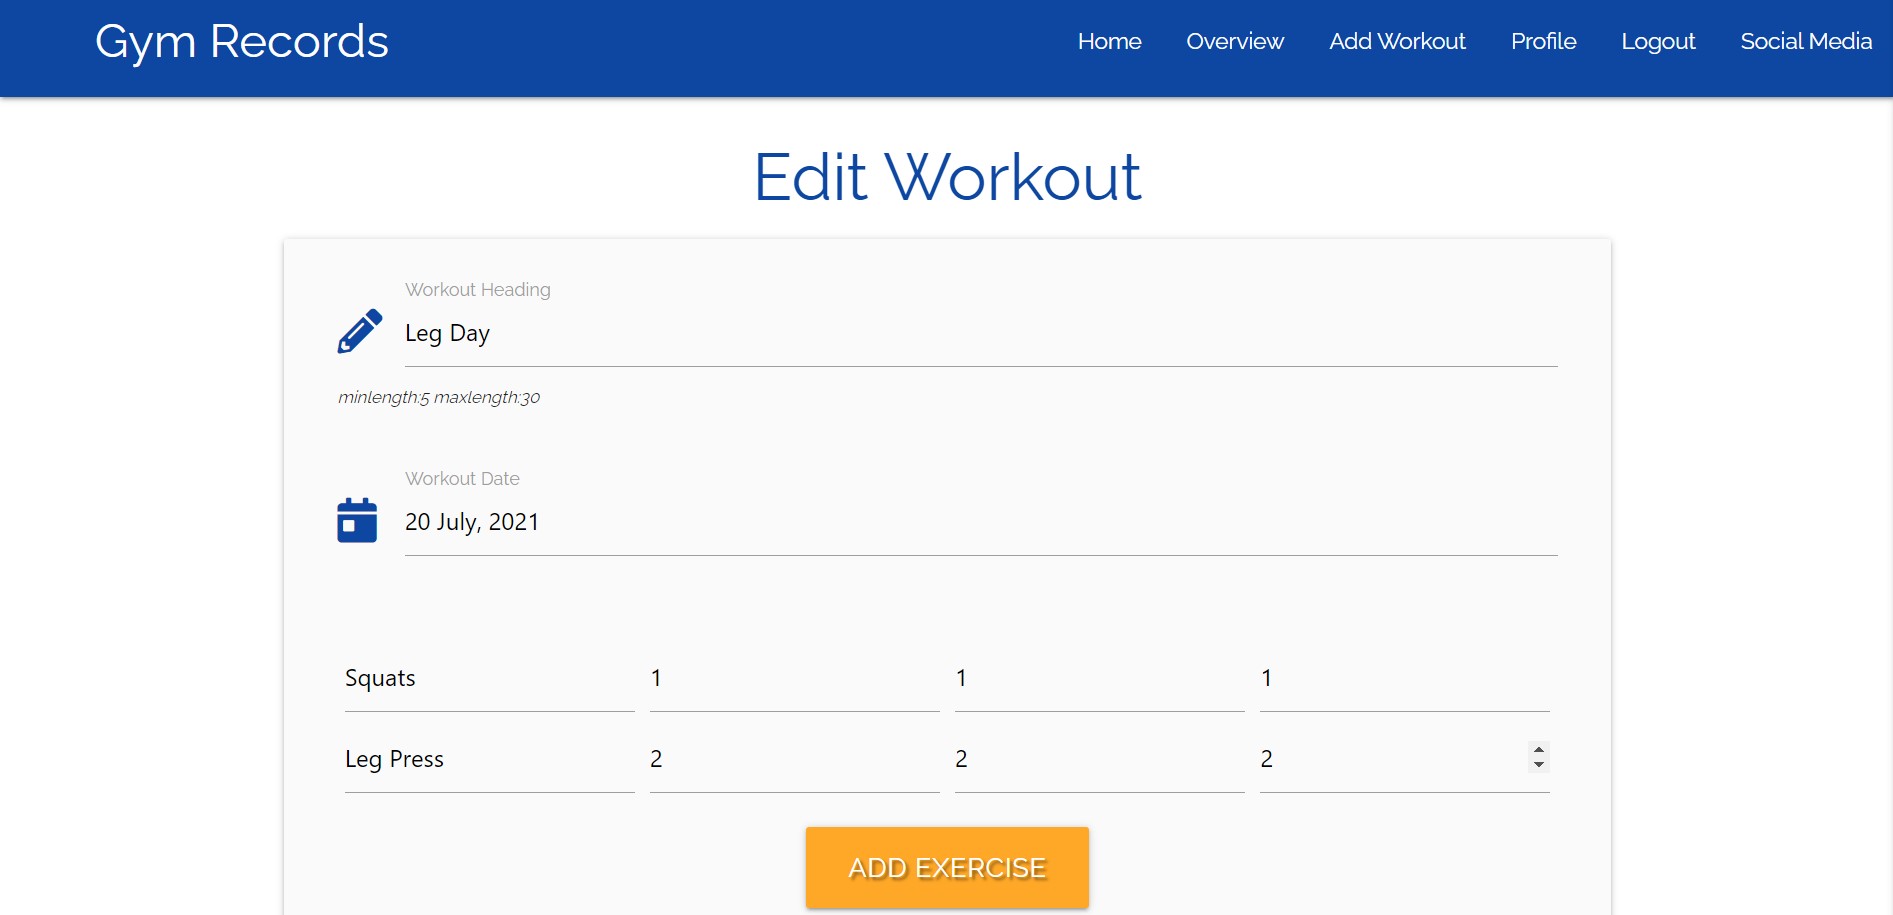 Gym Records Home Overview Add Workout Profile Logout Social Media
Edit Workout
Workout Heading
Leg Day
minlength:5 maxlength:30
Workout Date
20 July, 2021
Squats 1 1 1
Leg Press 2 2 2
ADD EXERCISE